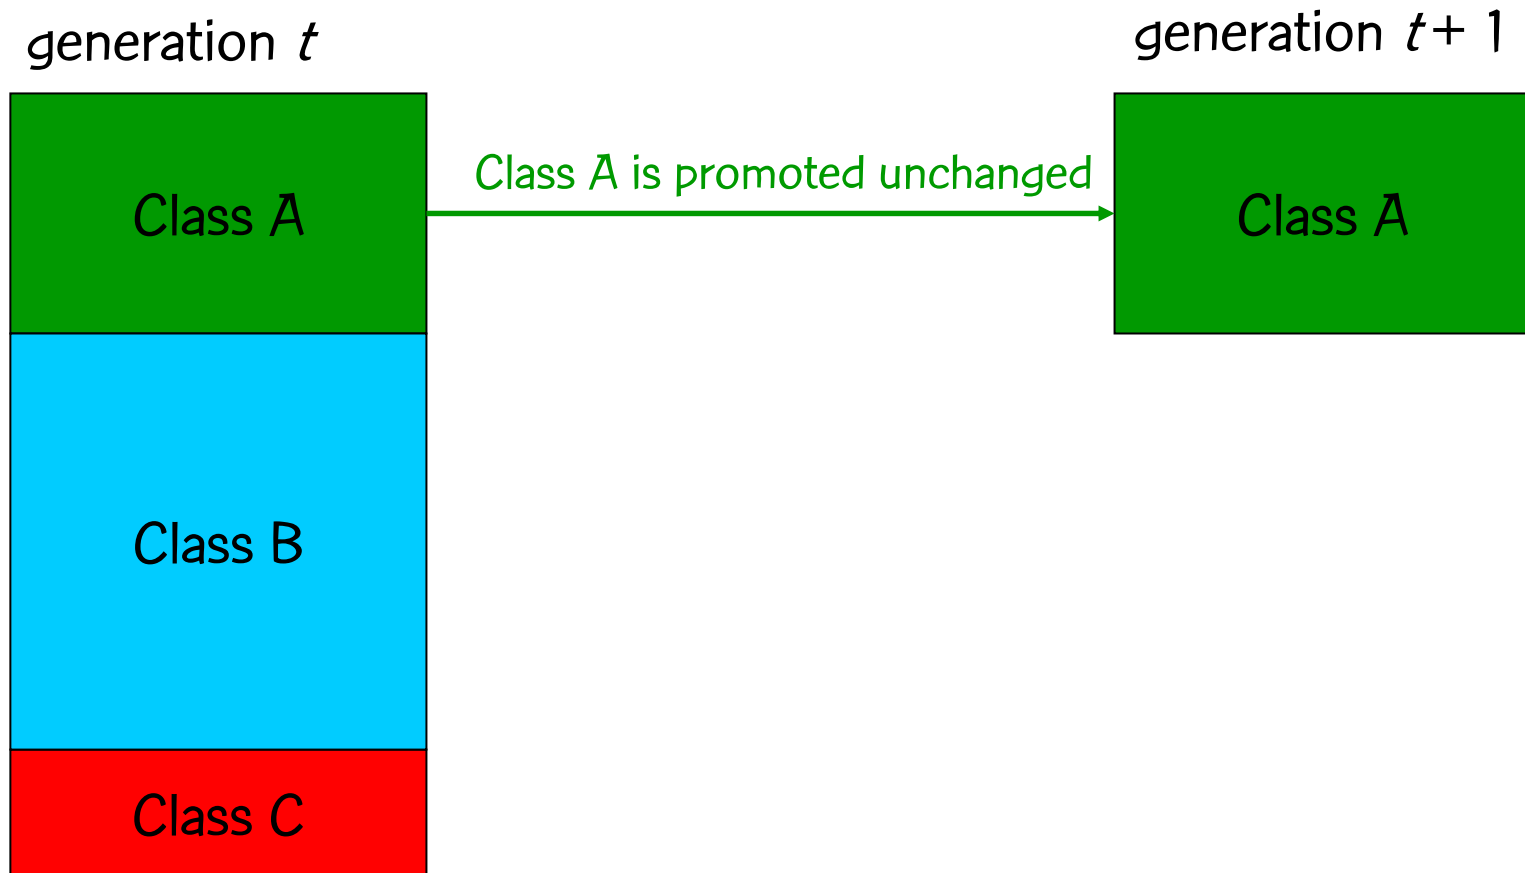 generation t
generation t + 1
Class A is promoted unchanged
Class A
Class A
Class B
Class C